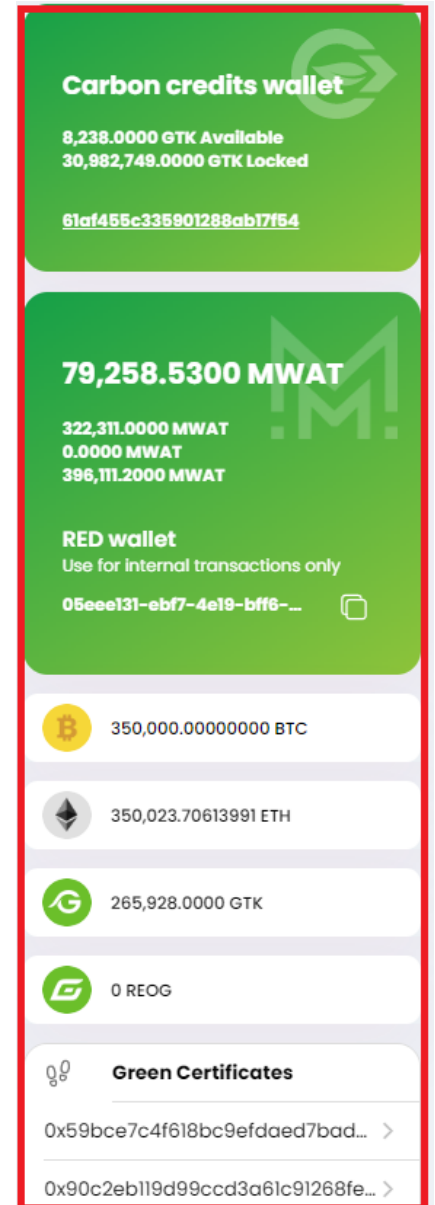 Carbon credits wallet
8,238.0000 GTK Available
30,982,749.0000 GTK Locked
61af455c335901288ab17f54
79,258.5300 MWAT
322,311.0000 MWAT
0.0000 MWAT
396,111.2000 MWAT
RED wallet
Use for internal transactions only
05eee131-ebf7-4e19-bff6-...
350,000.00000000 BTC
350,023.70613991 ETH
265,928.0000 GTK
0 REOG
Green Certificates
0x59bce7c4f618bc9efdaed7bad...
0x90c2eb119d99ccd3a61c91268fe...